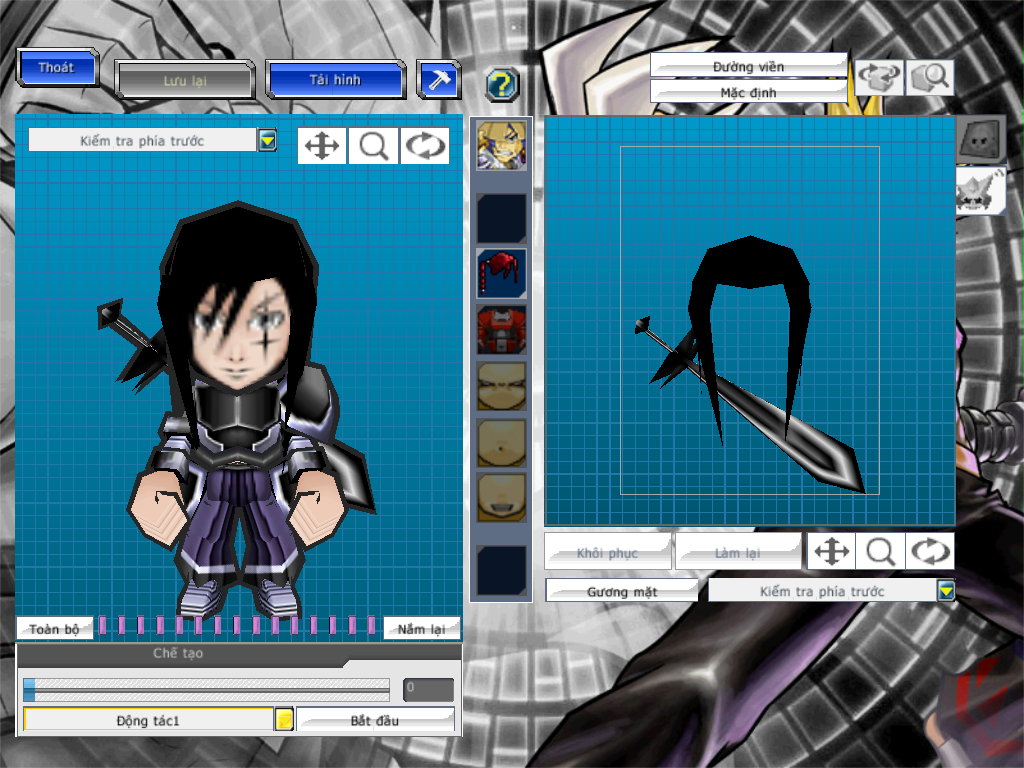 Thoát
Lưu lại
Tải hình
?
Đường viền
Mặc định
Kiểm tra phía trước
Khôi phục
Làm lại
Gương mặt
Kiểm tra phía trước
Toàn bộ
Nắm lại
Chế tạo
0
Động tác1
Bắt đầu